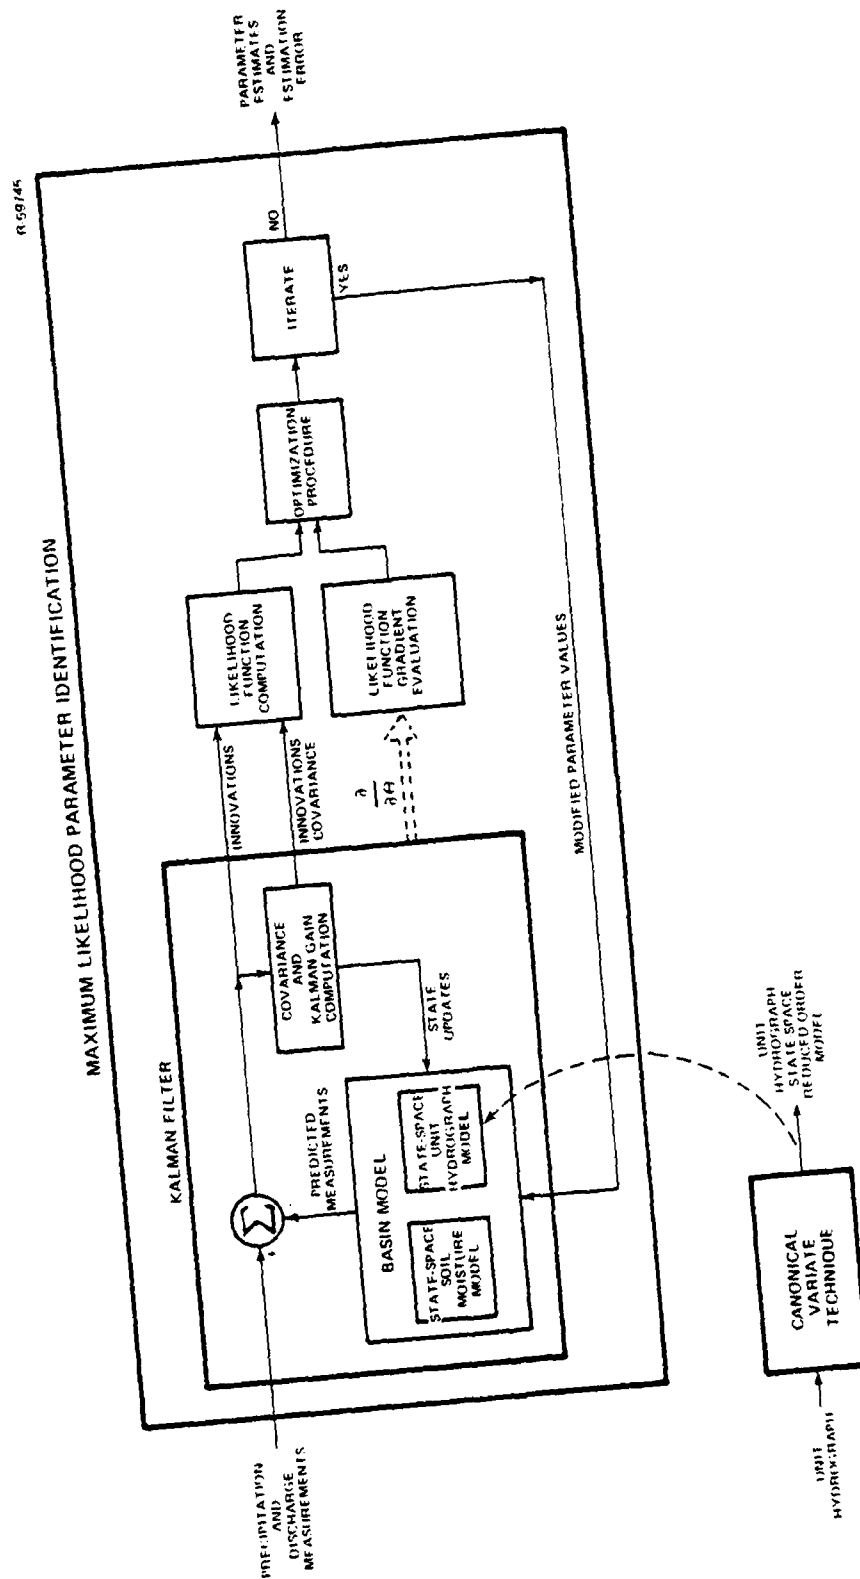 R-59745
MAXIMUM LIKELIHOOD PARAMETER IDENTIFICATION
KALMAN FILTER
PRECIPITATION
AND
DISCHARGE
MEASUREMENTS
Σ
-
PREDICTED
MEASUREMENTS
BASIN MODEL
STATE-SPACE
SOIL
MOISTURE
MODEL
STATE-SPACE
UNIT
HYDROGRAPH
MODEL
STATE
UPDATES
COVARIANCE
AND
KALMAN GAIN
COMPUTATION
INNOVATIONS
INNOVATIONS
COVARIANCE
∂
∂θ
LIKELIHOOD
FUNCTION
COMPUTATION
LIKELIHOOD
FUNCTION
GRADIENT
EVALUATION
OPTIMIZATION
PROCEDURE
ITERATE
NO
YES
PARAMETER
ESTIMATES
AND
ESTIMATION
ERROR
MODIFIED PARAMETER VALUES
UNIT
HYDROGRAPH
CANONICAL
VARIATE
TECHNIQUE
UNIT
HYDROGRAPH
STATE SPACE
REDUCED ORDER
MODEL